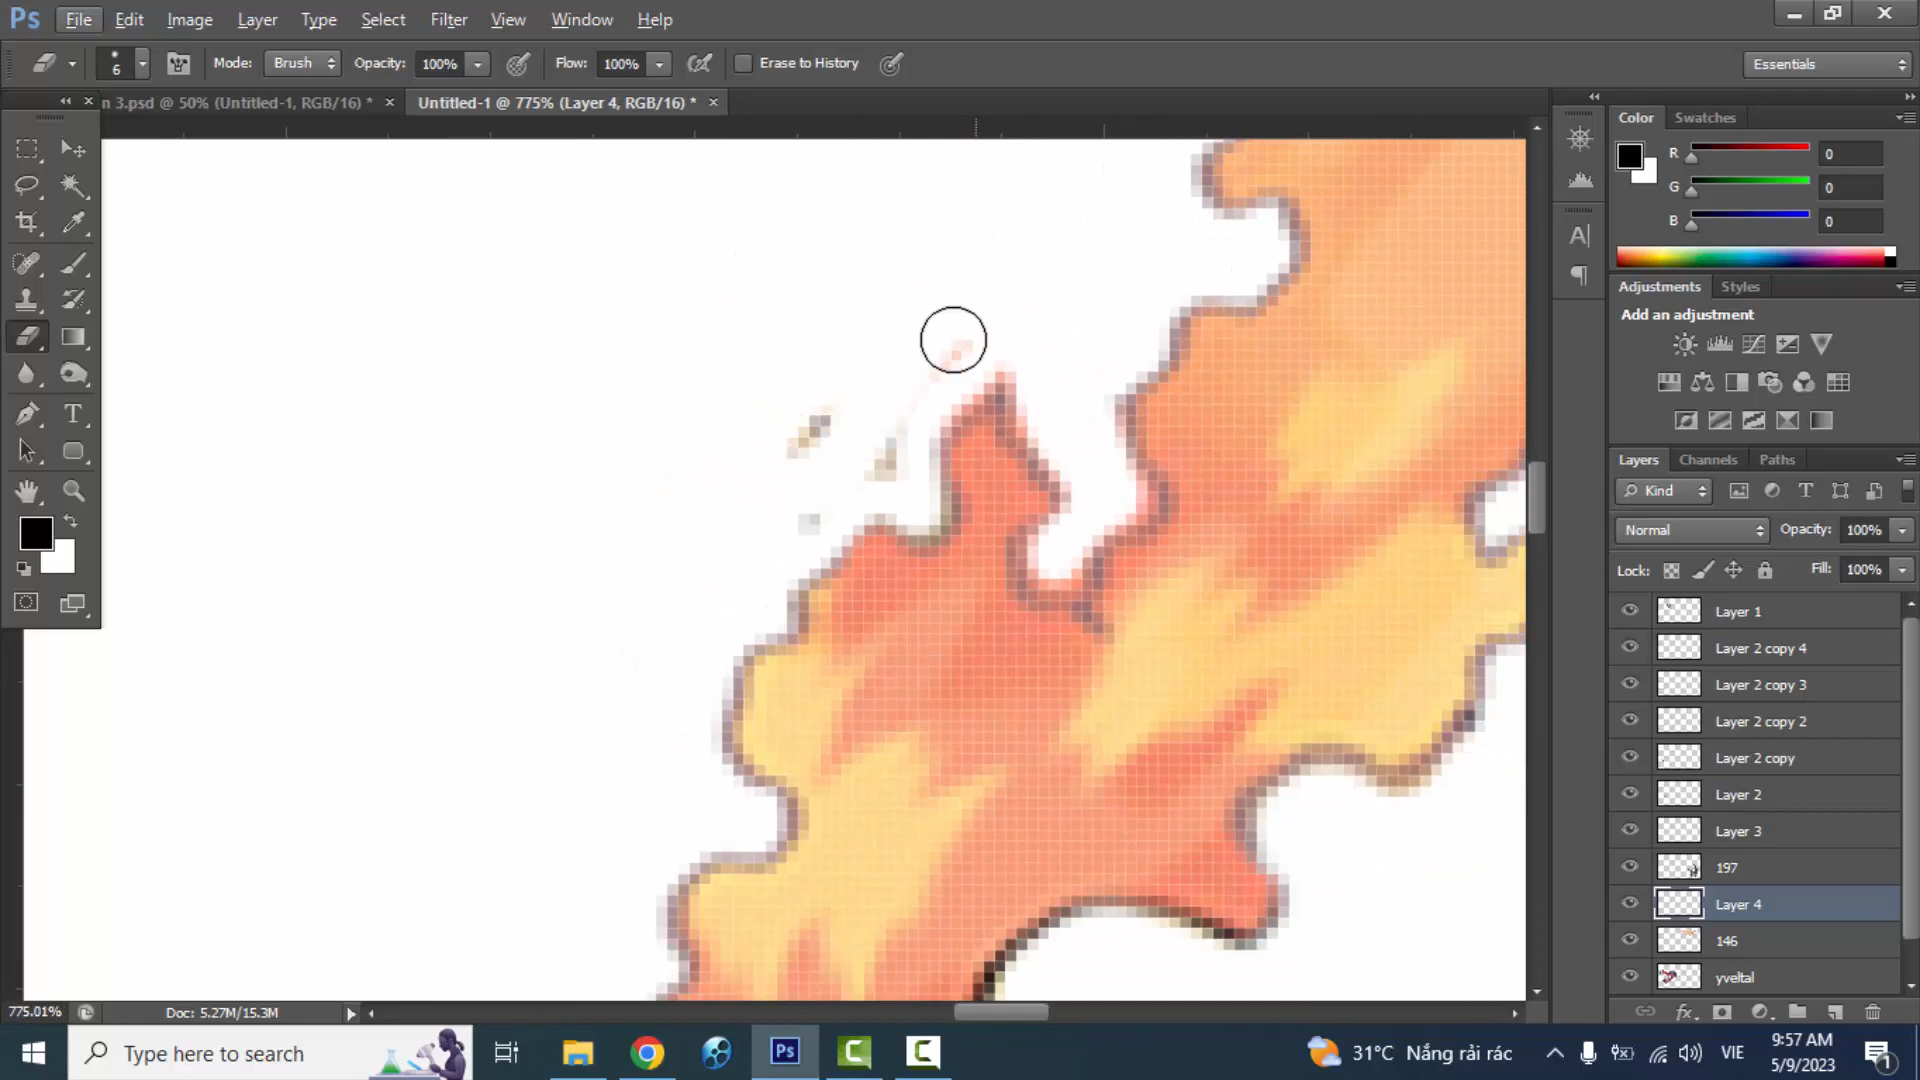 Ps File Edit Image Layer Type Select Filter View Window Help
6 Mode: Brush Opacity: 100% Flow: 100% Erase to History Essentials
n 3.psd @ 50% (Untitled-1, RGB/16) * × Untitled-1 @ 775% (Layer 4, RGB/16) * ×
Color Swatches
R 0
G 0
B 0
Adjustments Styles
Add an adjustment
Layers Channels Paths
Kind
Normal Opacity: 100%
Lock: Fill: 100%
Layer 1
Layer 2 copy 4
Layer 2 copy 3
Layer 2 copy 2
Layer 2 copy
Layer 2
Layer 3
197
Layer 4
146
yveltal
775.01% Doc: 5.27M/15.3M
Type here to search
Ps
31°C Nắng rải rác
VIE
9:57 AM
5/9/2023
1